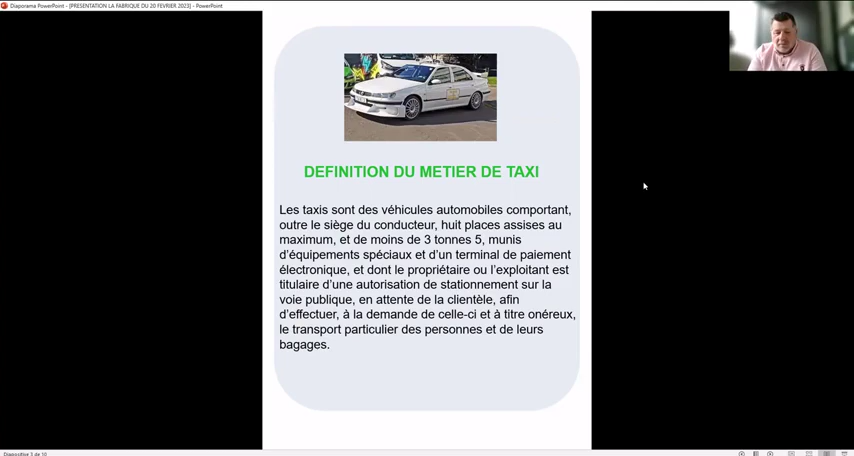 Diaporama PowerPoint - [PRESENTATION LA FABRIQUE DU 20 FEVRIER 2023] - PowerPoint
DEFINITION DU METIER DE TAXI
Les taxis sont des véhicules automobiles comportant,
outre le siège du conducteur, huit places assises au
maximum, et de moins de 3 tonnes 5, munis
d’équipements spéciaux et d’un terminal de paiement
électronique, et dont le propriétaire ou l’exploitant est
titulaire d’une autorisation de stationnement sur la
voie publique, en attente de la clientèle, afin
d’effectuer, à la demande de celle-ci et à titre onéreux,
le transport particulier des personnes et de leurs
bagages.
Diapositive 3 de 10